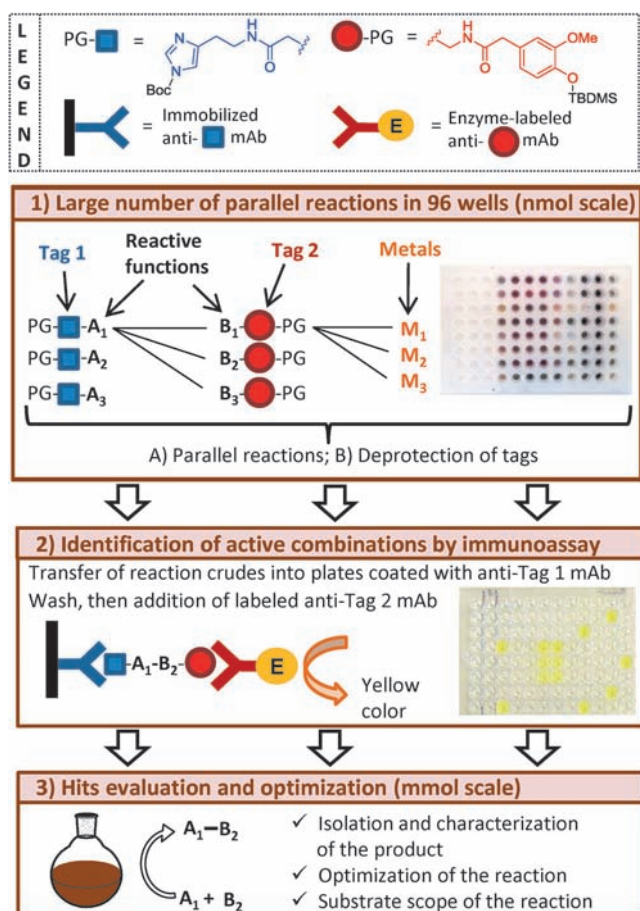 LEGEND
PG- =
N
N
Boc
H
N
O
-PG =
H
N
O
OMe
O
TBDMS
= Immobilized
anti- mAb
E = Enzyme-labeled
anti- mAb
1) Large number of parallel reactions in 96 wells (nmol scale)
Reactive
functions
Tag 1
Tag 2
Metals
PG- -A1
B1- -PG
M1
PG- -A2
B2- -PG
M2
PG- -A3
B3- -PG
M3
A) Parallel reactions; B) Deprotection of tags
2) Identification of active combinations by immunoassay
Transfer of reaction crudes into plates coated with anti-Tag 1 mAb
Wash, then addition of labeled anti-Tag 2 mAb
-A1-B2- E
Yellow
color
3) Hits evaluation and optimization (mmol scale)
A1–B2
A1 + B2
✓ Isolation and characterization
of the product
✓ Optimization of the reaction
✓ Substrate scope of the reaction